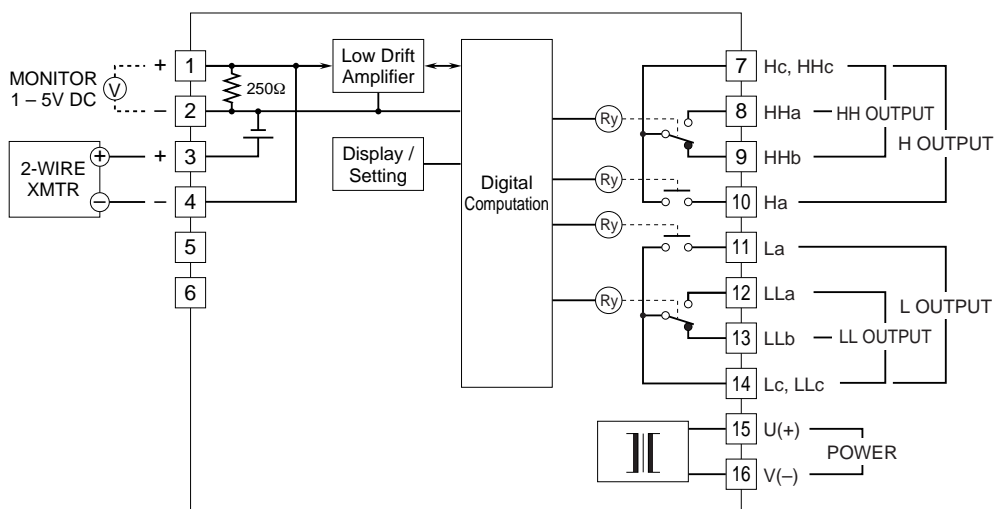 MONITOR
1 – 5V DC
V
+
–
1
2
250Ω
2-WIRE
XMTR
+
–
+
–
3
4
5
6
Low Drift
Amplifier
Display /
Setting
Digital
Computation
Ry
Ry
Ry
Ry
7 Hc, HHc
8 HHa HH OUTPUT
9 HHb
H OUTPUT
10 Ha
11 La
12 LLa
L OUTPUT
13 LLb LL OUTPUT
14 Lc, LLc
15 U(+)
POWER
16 V(–)